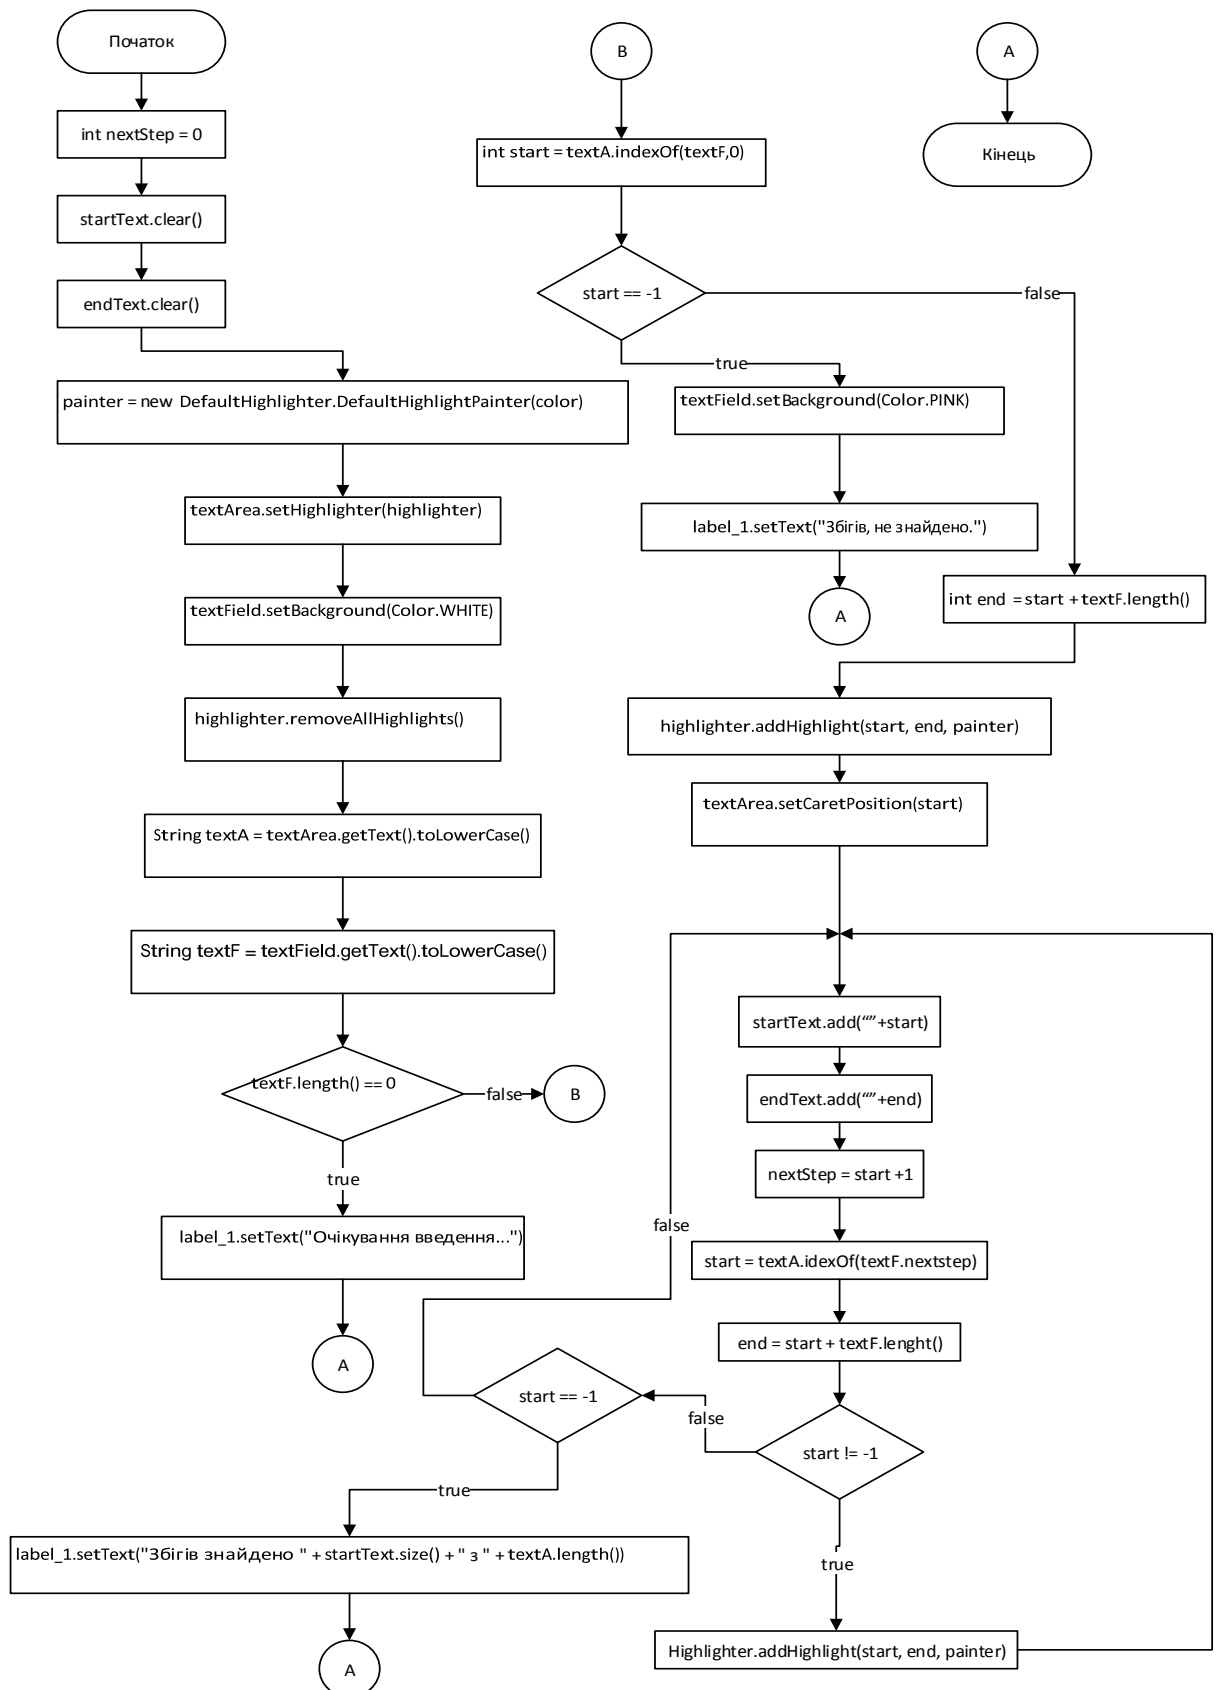 Початок
int nextStep = 0
startText.clear()
endText.clear()
painter = new DefaultHighlighter.DefaultHighlightPainter(color)
textArea.setHighlighter(highlighter)
textField.setBackground(Color.WHITE)
highlighter.removeAllHighlights()
String textA = textArea.getText().toLowerCase()
String textF = textField.getText().toLowerCase()
textF.length() == 0
false
B
true
label_1.setText("Очікування введення...")
A
B
int start = textA.indexOf(textF,0)
start == -1
false
true
textField.setBackground(Color.PINK)
label_1.setText("Збігів, не знайдено.")
A
int end = start + textF.length()
highlighter.addHighlight(start, end, painter)
textArea.setCaretPosition(start)
startText.add(“”+start)
endText.add(“”+end)
nextStep = start +1
start = textA.idexOf(textF.nextstep)
end = start + textF.lenght()
start != -1
false
true
Highlighter.addHighlight(start, end, painter)
start == -1
false
true
label_1.setText("Збігів знайдено " + startText.size() + " з " + textA.length())
A
A
Кінець